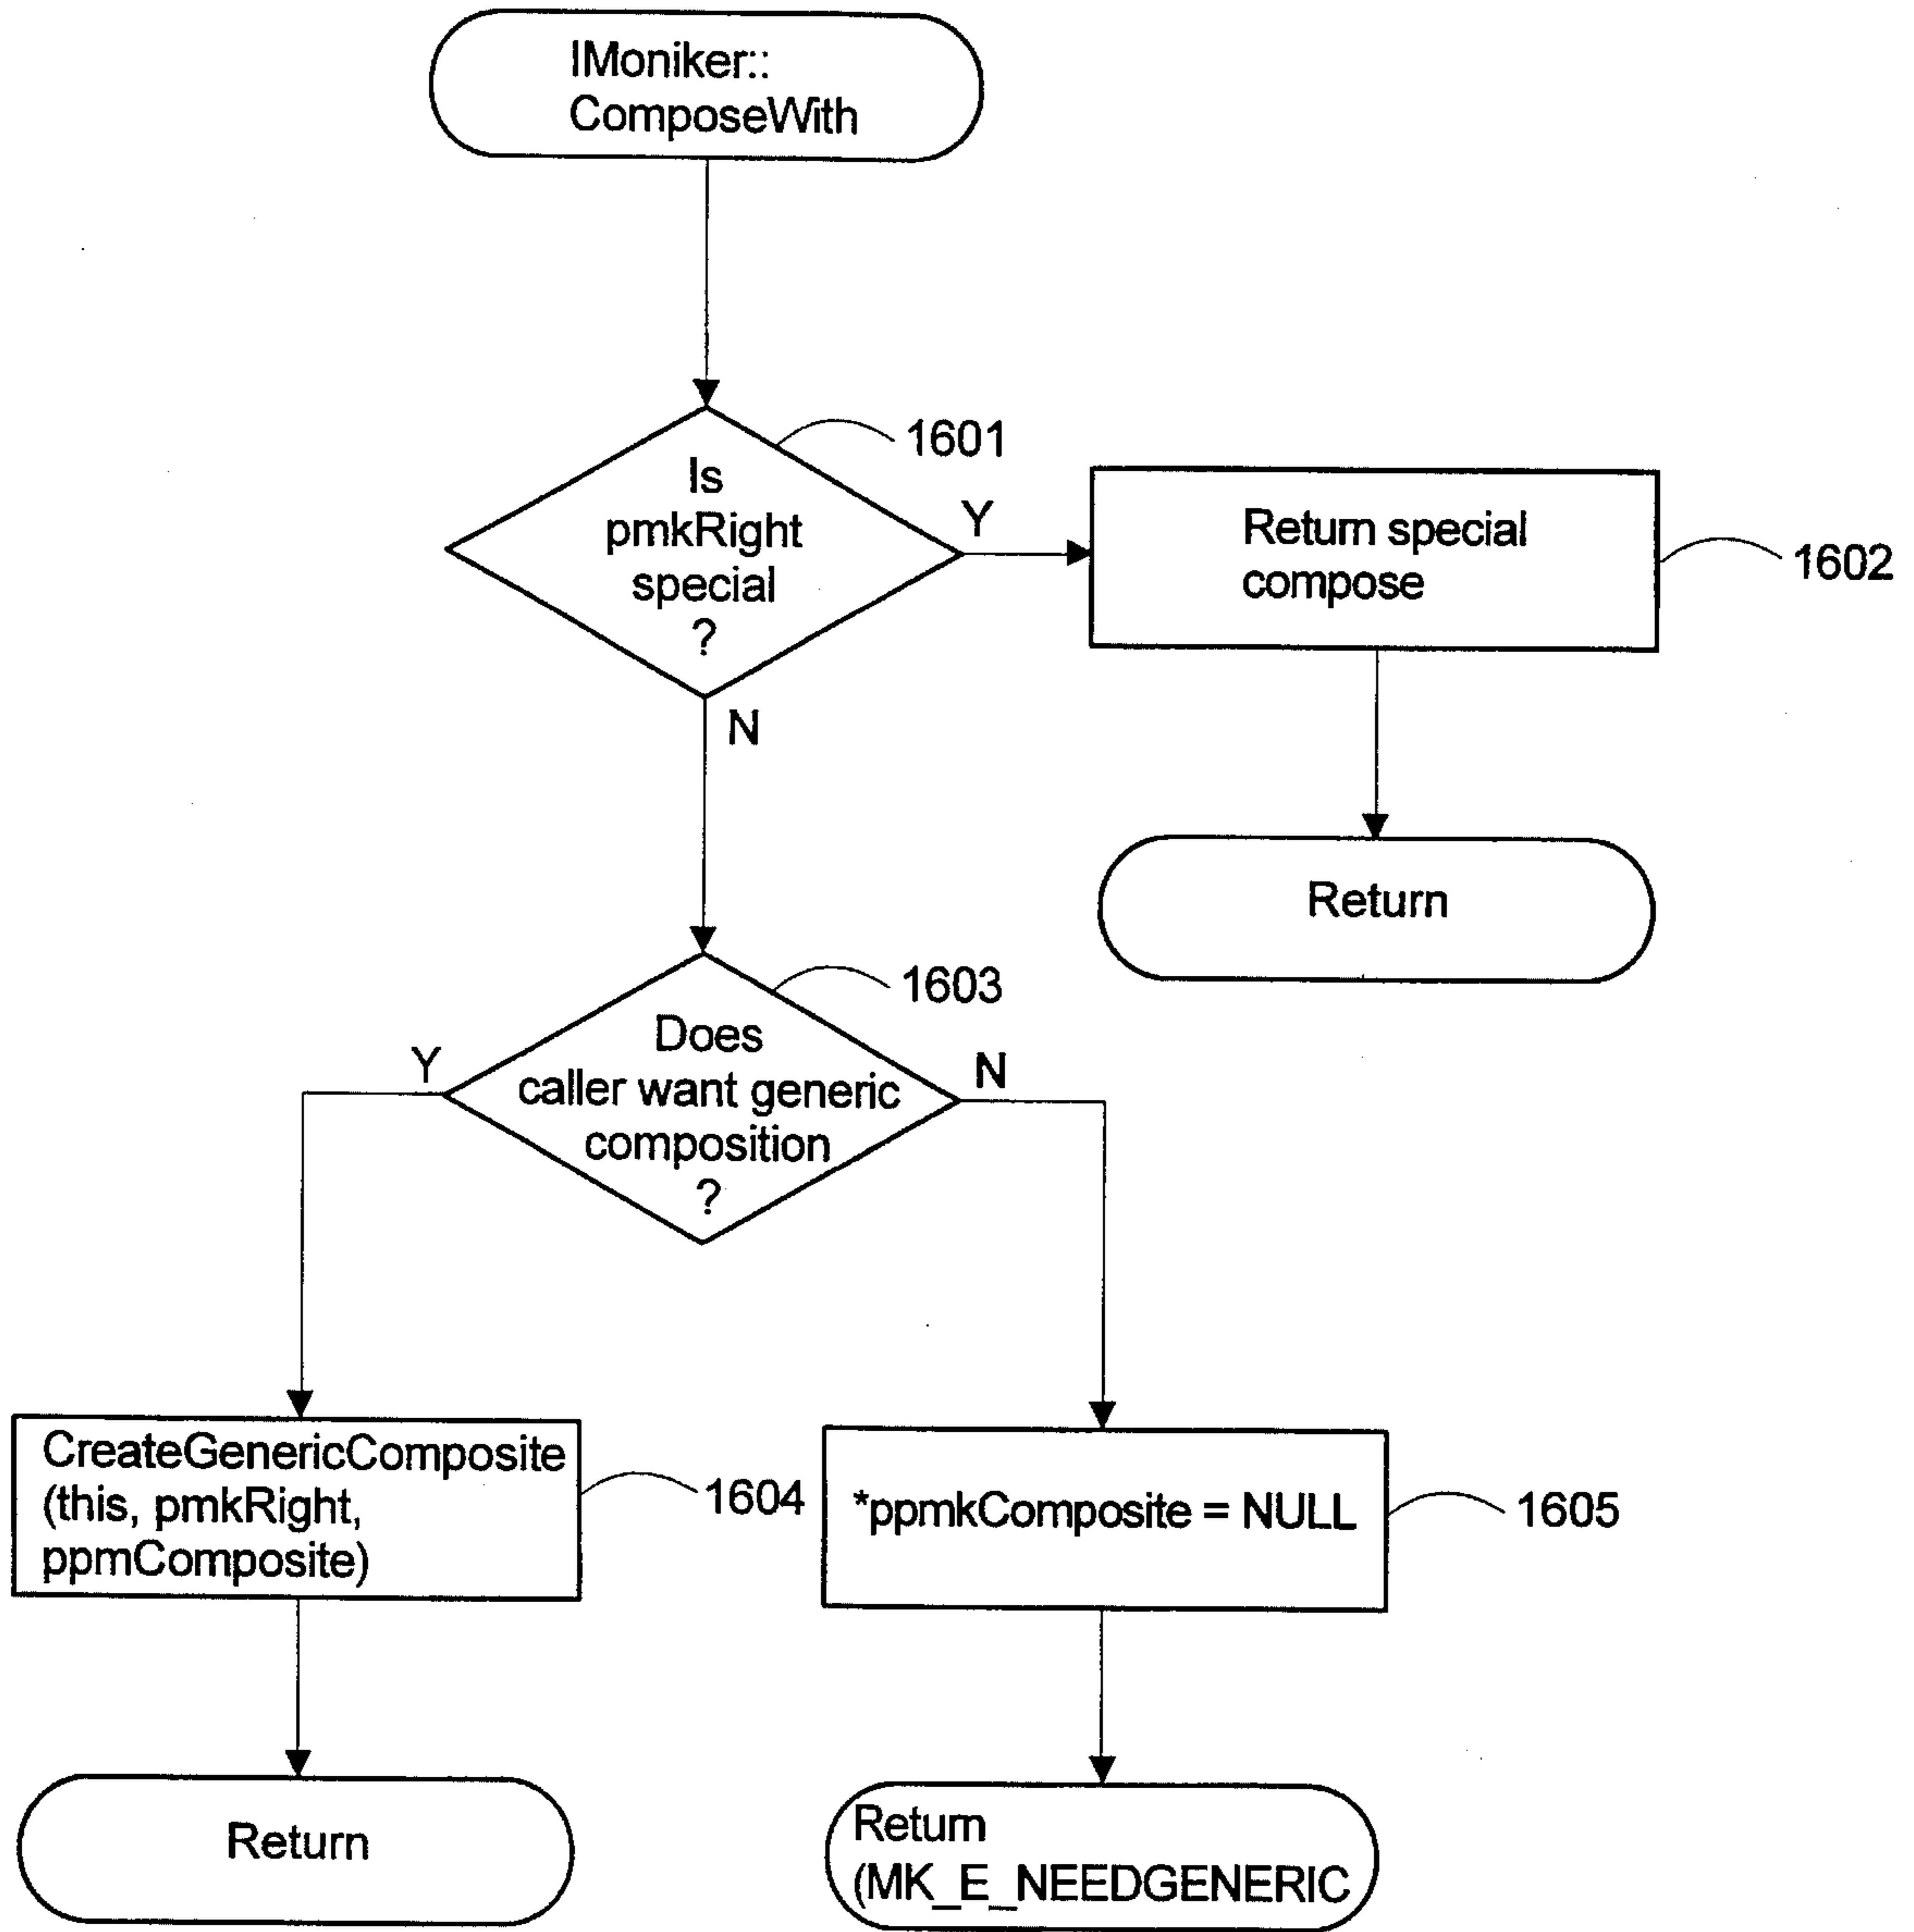 IMoniker::
ComposeWith
1601
Is
pmkRight
special
?
Y
Return special
compose
1602
N
Return
1603
Does
caller want generic
composition
?
Y
N
CreateGenericComposite
(this, pmkRight,
ppmComposite)
1604
*ppmkComposite = NULL
1605
Return
Return
(MK_E_NEEDGENERIC